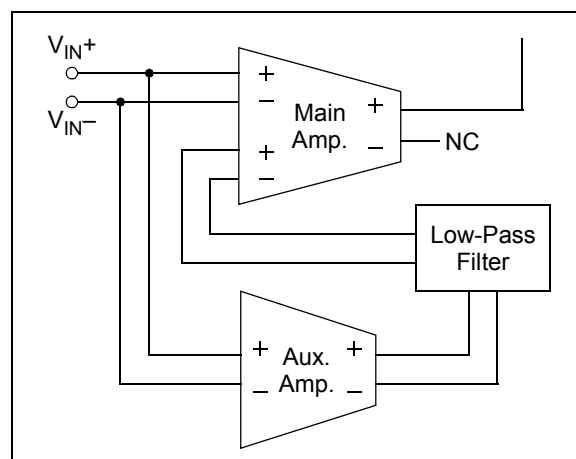 V_IN+
V_IN−
+
−
+
−
Main
Amp.
+
−
NC
Low-Pass
Filter
+
−
Aux.
Amp.
+
−